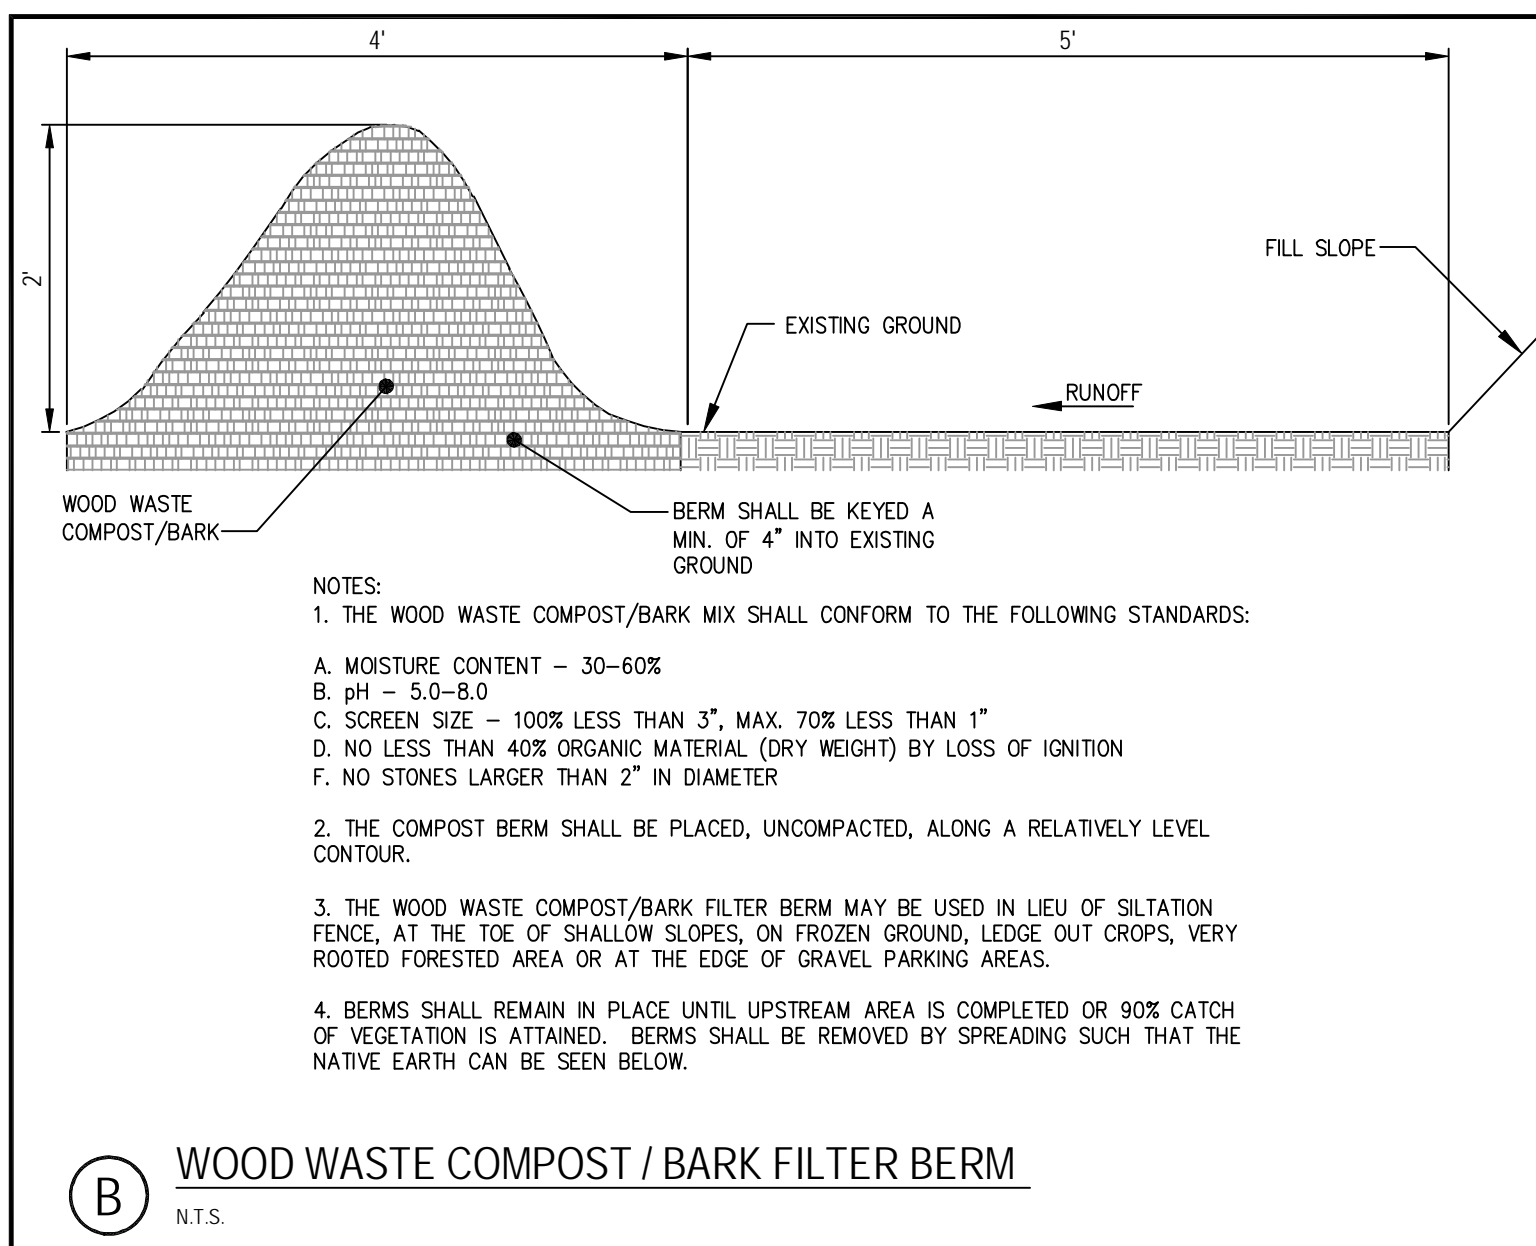 4'
5'
2'
FILL SLOPE
EXISTING GROUND
RUNOFF
WOOD WASTE
COMPOST/BARK
BERM SHALL BE KEYED A
MIN. OF 4" INTO EXISTING
GROUND
NOTES:
1. THE WOOD WASTE COMPOST/BARK MIX SHALL CONFORM TO THE FOLLOWING STANDARDS:
A. MOISTURE CONTENT – 30–60%
B. pH – 5.0–8.0
C. SCREEN SIZE – 100% LESS THAN 3", MAX. 70% LESS THAN 1"
D. NO LESS THAN 40% ORGANIC MATERIAL (DRY WEIGHT) BY LOSS OF IGNITION
F. NO STONES LARGER THAN 2" IN DIAMETER
2. THE COMPOST BERM SHALL BE PLACED, UNCOMPACTED, ALONG A RELATIVELY LEVEL
CONTOUR.
3. THE WOOD WASTE COMPOST/BARK FILTER BERM MAY BE USED IN LIEU OF SILTATION
FENCE, AT THE TOE OF SHALLOW SLOPES, ON FROZEN GROUND, LEDGE OUT CROPS, VERY
ROOTED FORESTED AREA OR AT THE EDGE OF GRAVEL PARKING AREAS.
4. BERMS SHALL REMAIN IN PLACE UNTIL UPSTREAM AREA IS COMPLETED OR 90% CATCH
OF VEGETATION IS ATTAINED. BERMS SHALL BE REMOVED BY SPREADING SUCH THAT THE
NATIVE EARTH CAN BE SEEN BELOW.
B
WOOD WASTE COMPOST / BARK FILTER BERM
N.T.S.